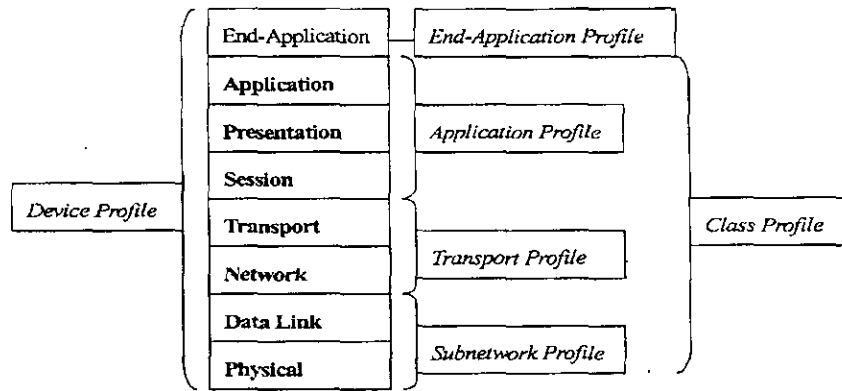 End-Application
End-Application Profile
Application
Presentation
Application Profile
Session
Device Profile
Transport
Class Profile
Network
Transport Profile
Data Link
Subnetwork Profile
Physical